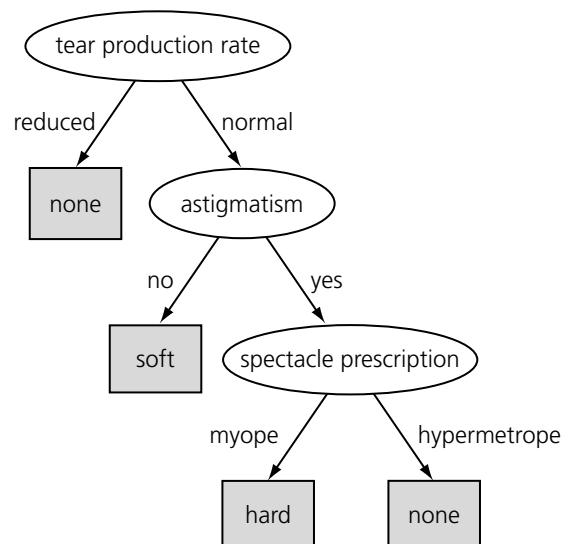 tear production rate
reduced
normal
none
astigmatism
no
yes
soft
spectacle prescription
myope
hypermetrope
hard
none